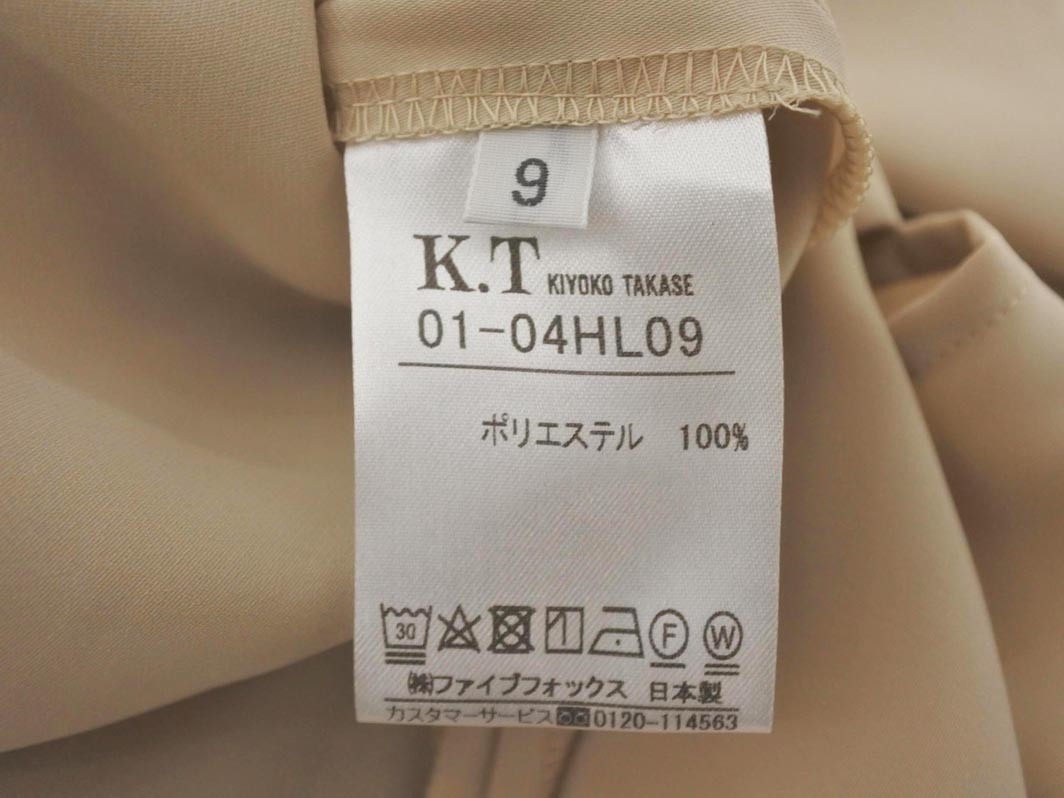 9
K.T KIYOKO TAKASE
01-04HL09
ポリエステル 100%
30 F W
㈱ファイブフォックス 日本製
カスタマーサービス 0120-114563